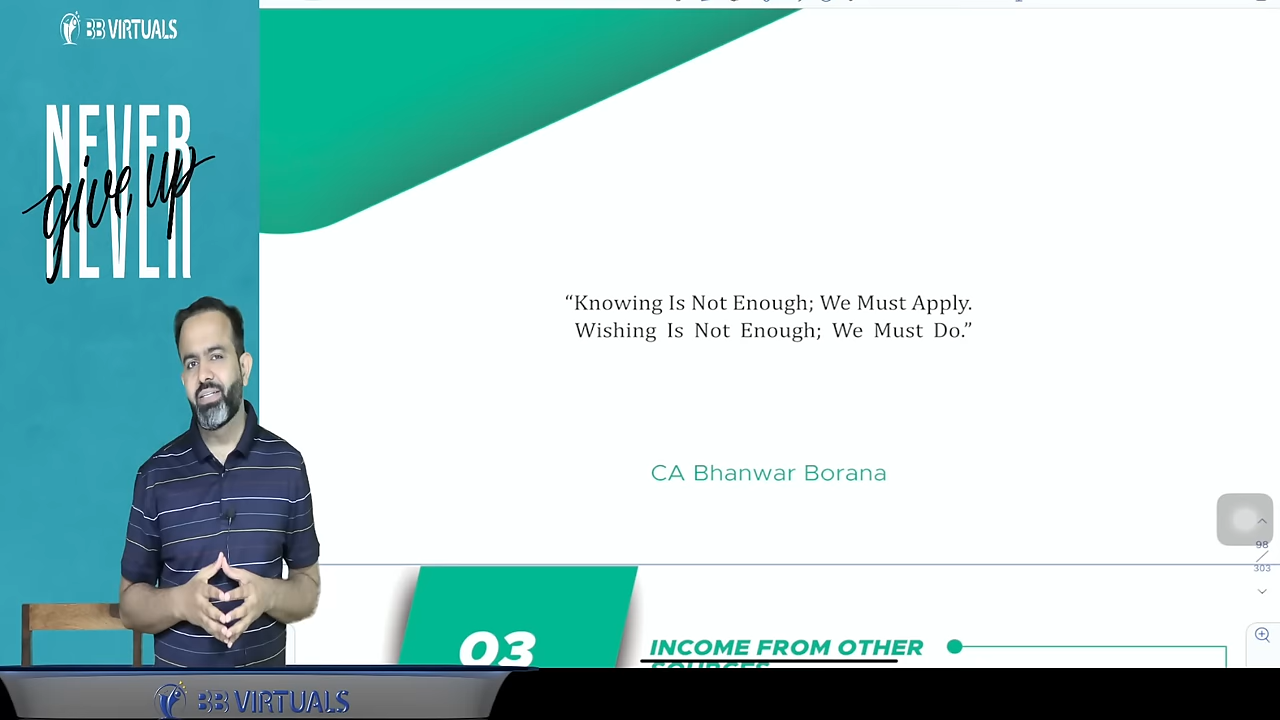 BB VIRTUALS
NEVER
give up
NEVER
“Knowing Is Not Enough; We Must Apply.
Wishing Is Not Enough; We Must Do.”
CA Bhanwar Borana
98
303
03
INCOME FROM OTHER
SOURCES
BB VIRTUALS